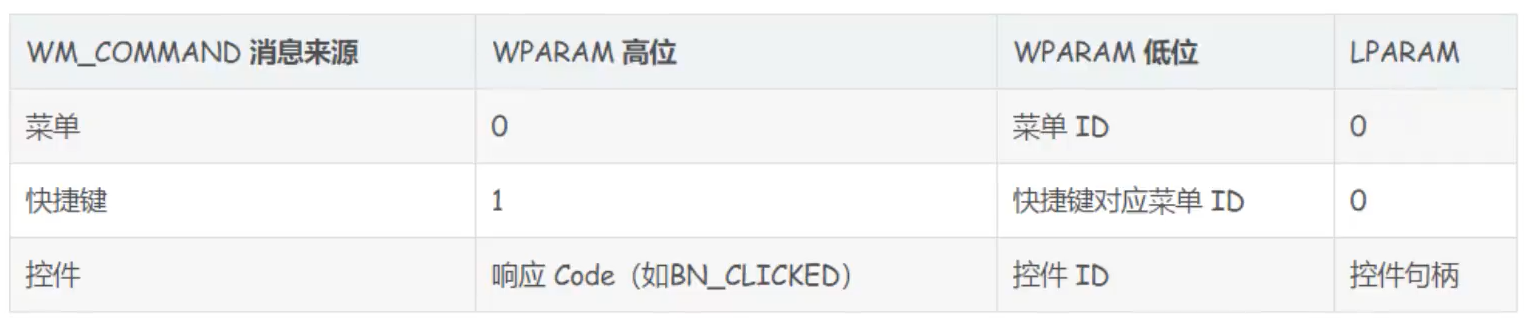 WM_COMMAND 消息来源 WPARAM 高位 WPARAM 低位 LPARAM
菜单 0 菜单 ID 0
快捷键 1 快捷键对应菜单 ID 0
控件 响应 Code（如BN_CLICKED） 控件 ID 控件句柄